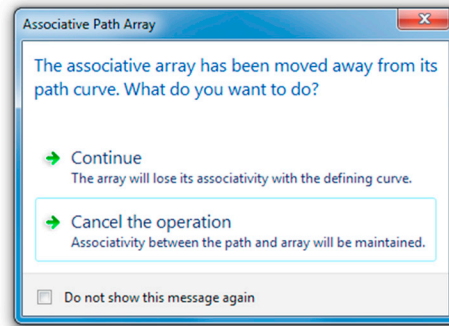 Associative Path Array
The associative array has been moved away from its
path curve. What do you want to do?
Continue
The array will lose its associativity with the defining curve.
Cancel the operation
Associativity between the path and array will be maintained.
Do not show this message again